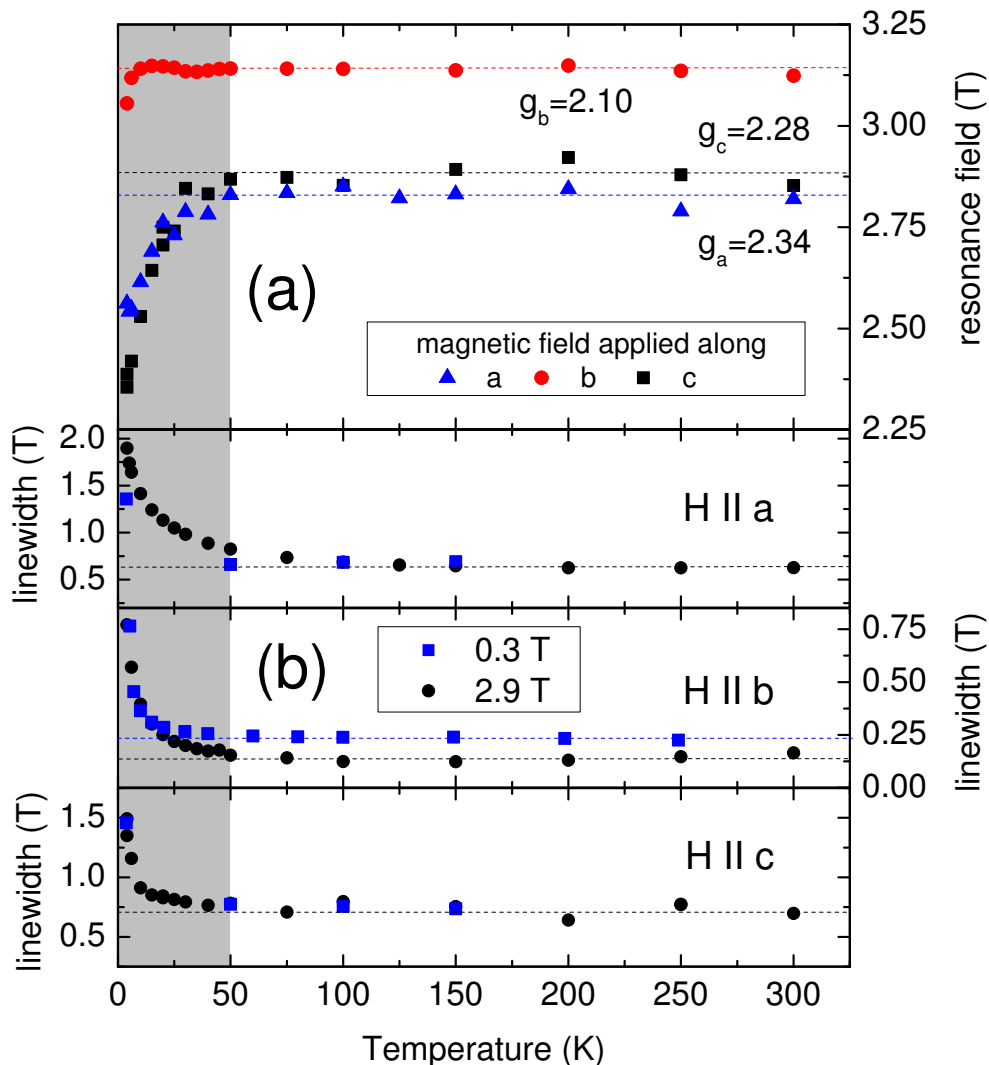 3.25
g_b=2.10
3.00
g_c=2.28
resonance field (T)
2.75
g_a=2.34
(a)
2.50
magnetic field applied along
a b c
2.25
linewidth (T)
2.0
1.5
1.0
0.5
H II a
(b)
0.3 T
2.9 T
H II b
0.75
0.50
0.25
0.00
linewidth (T)
linewidth (T)
1.5
1.0
0.5
H II c
0 50 100 150 200 250 300
Temperature (K)